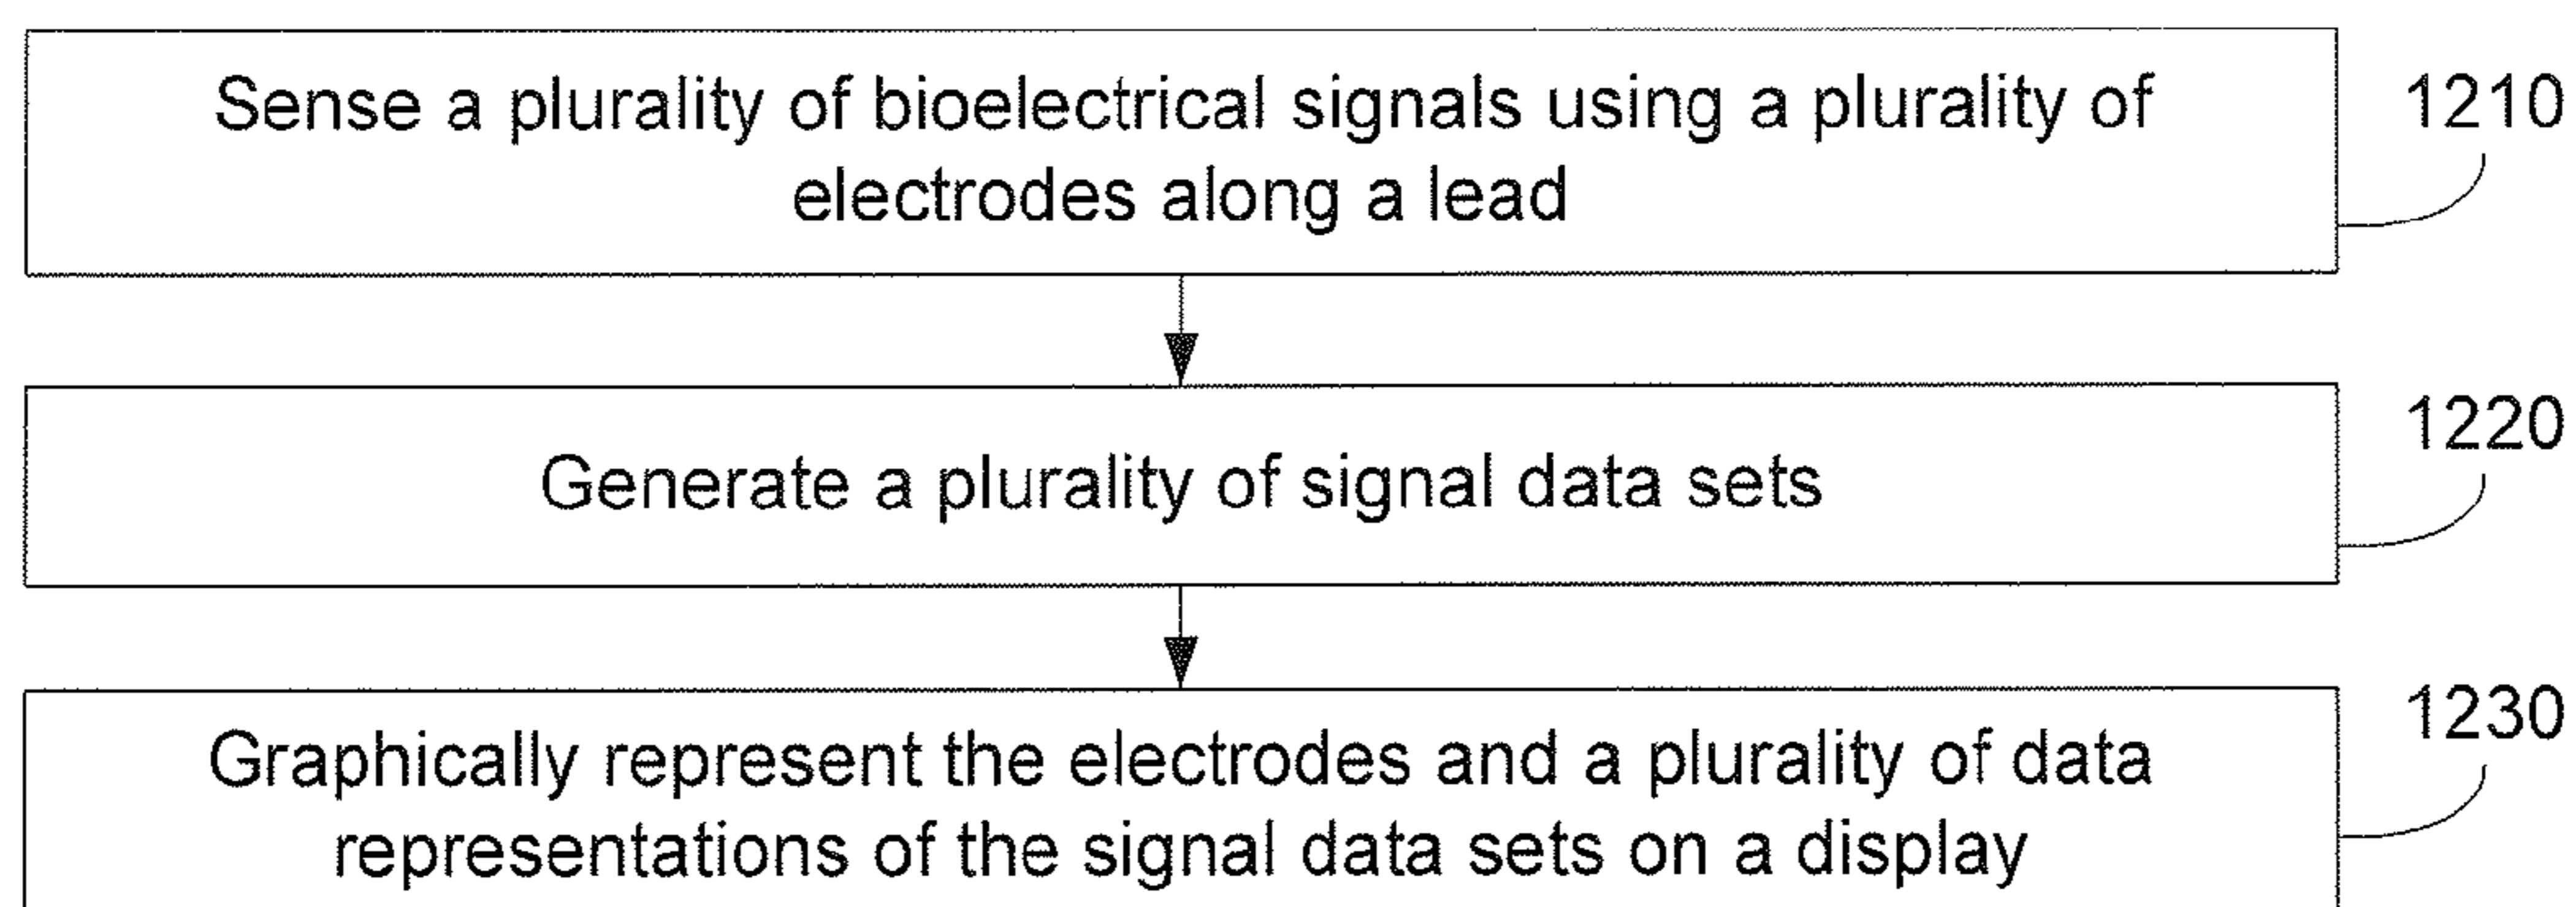 Sense a plurality of bioelectrical signals using a plurality of
electrodes along a lead
1210
Generate a plurality of signal data sets
1220
Graphically represent the electrodes and a plurality of data
representations of the signal data sets on a display
1230